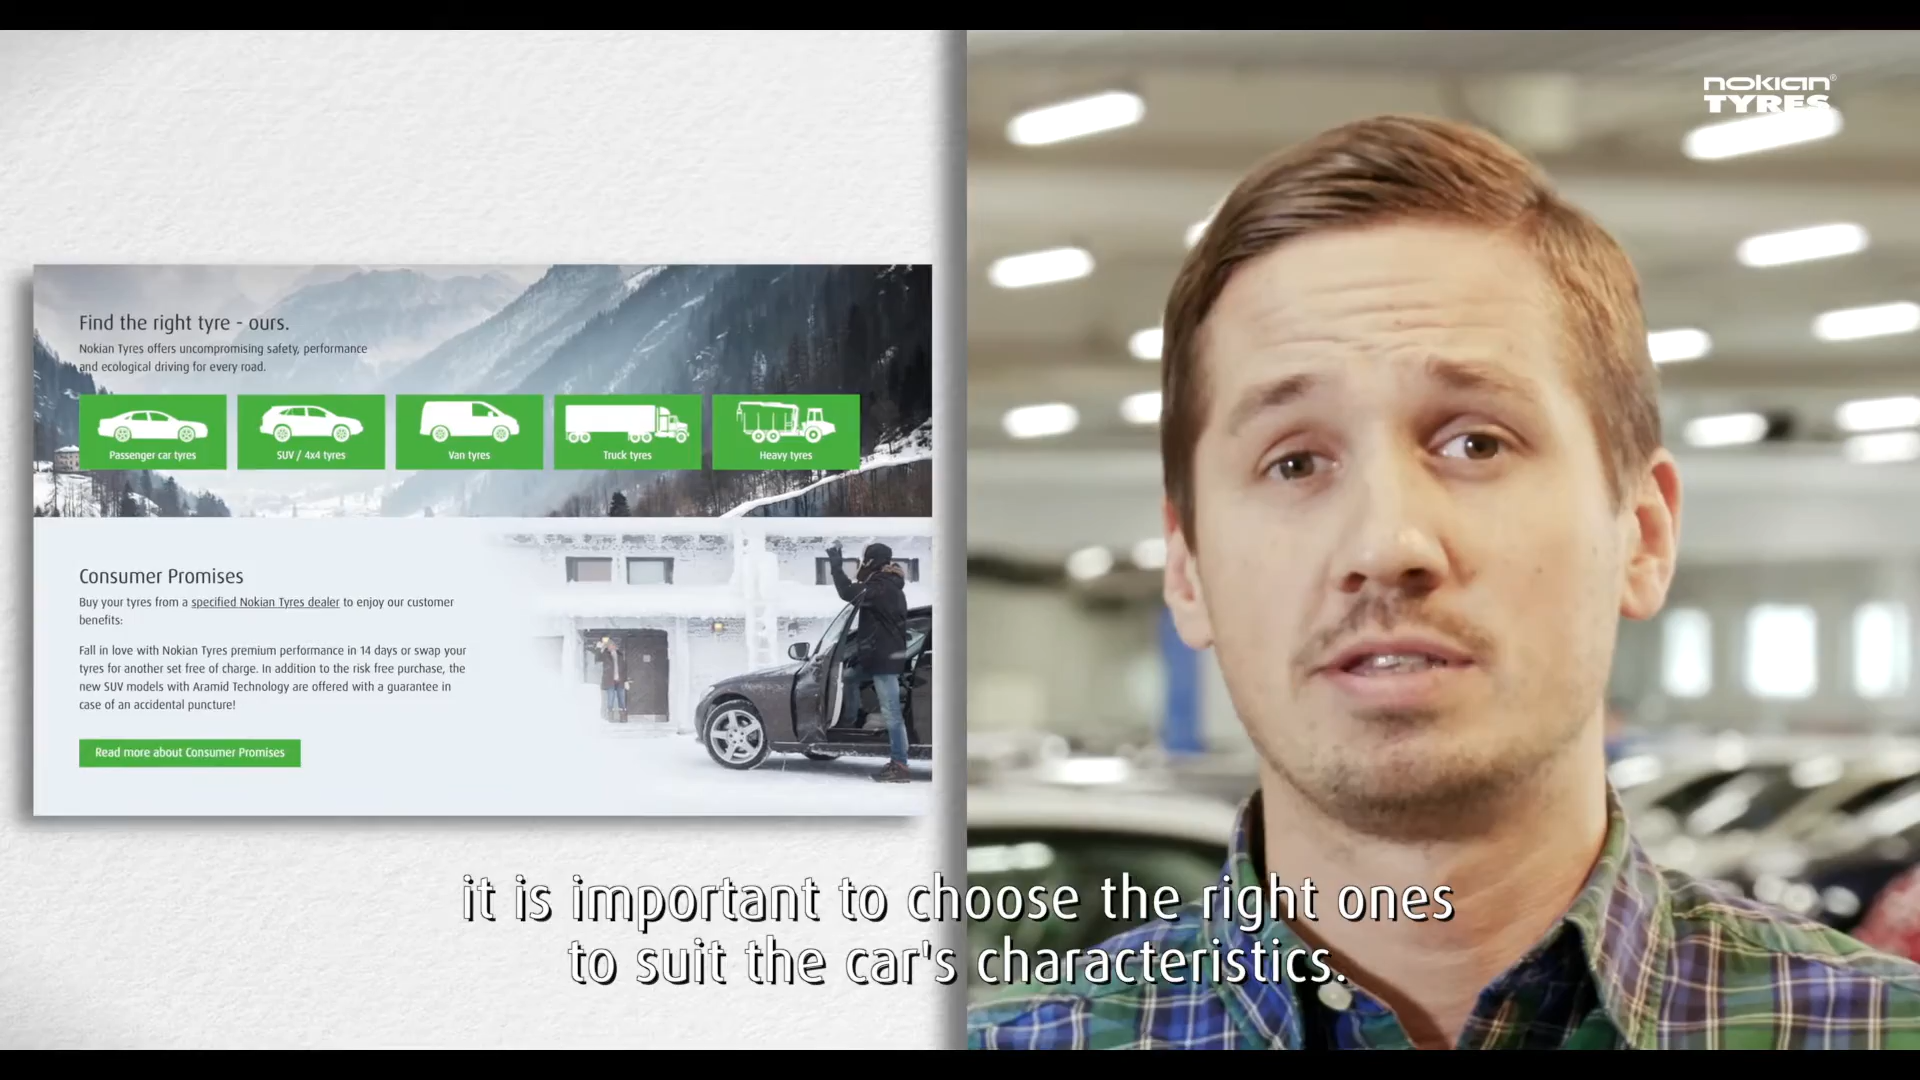 nokian®
TYRES
Find the right tyre - ours.
Nokian Tyres offers uncompromising safety, performance
and ecological driving for every road.
Passenger car tyres
SUV / 4x4 tyres
Van tyres
Truck tyres
Heavy tyres
Consumer Promises
Buy your tyres from a specified Nokian Tyres dealer to enjoy our customer
benefits:
Fall in love with Nokian Tyres premium performance in 14 days or swap your
tyres for another set free of charge. In addition to the risk free purchase, the
new SUV models with Aramid Technology are offered with a guarantee in
case of an accidental puncture!
Read more about Consumer Promises
it is important to choose the right ones
to suit the car's characteristics.